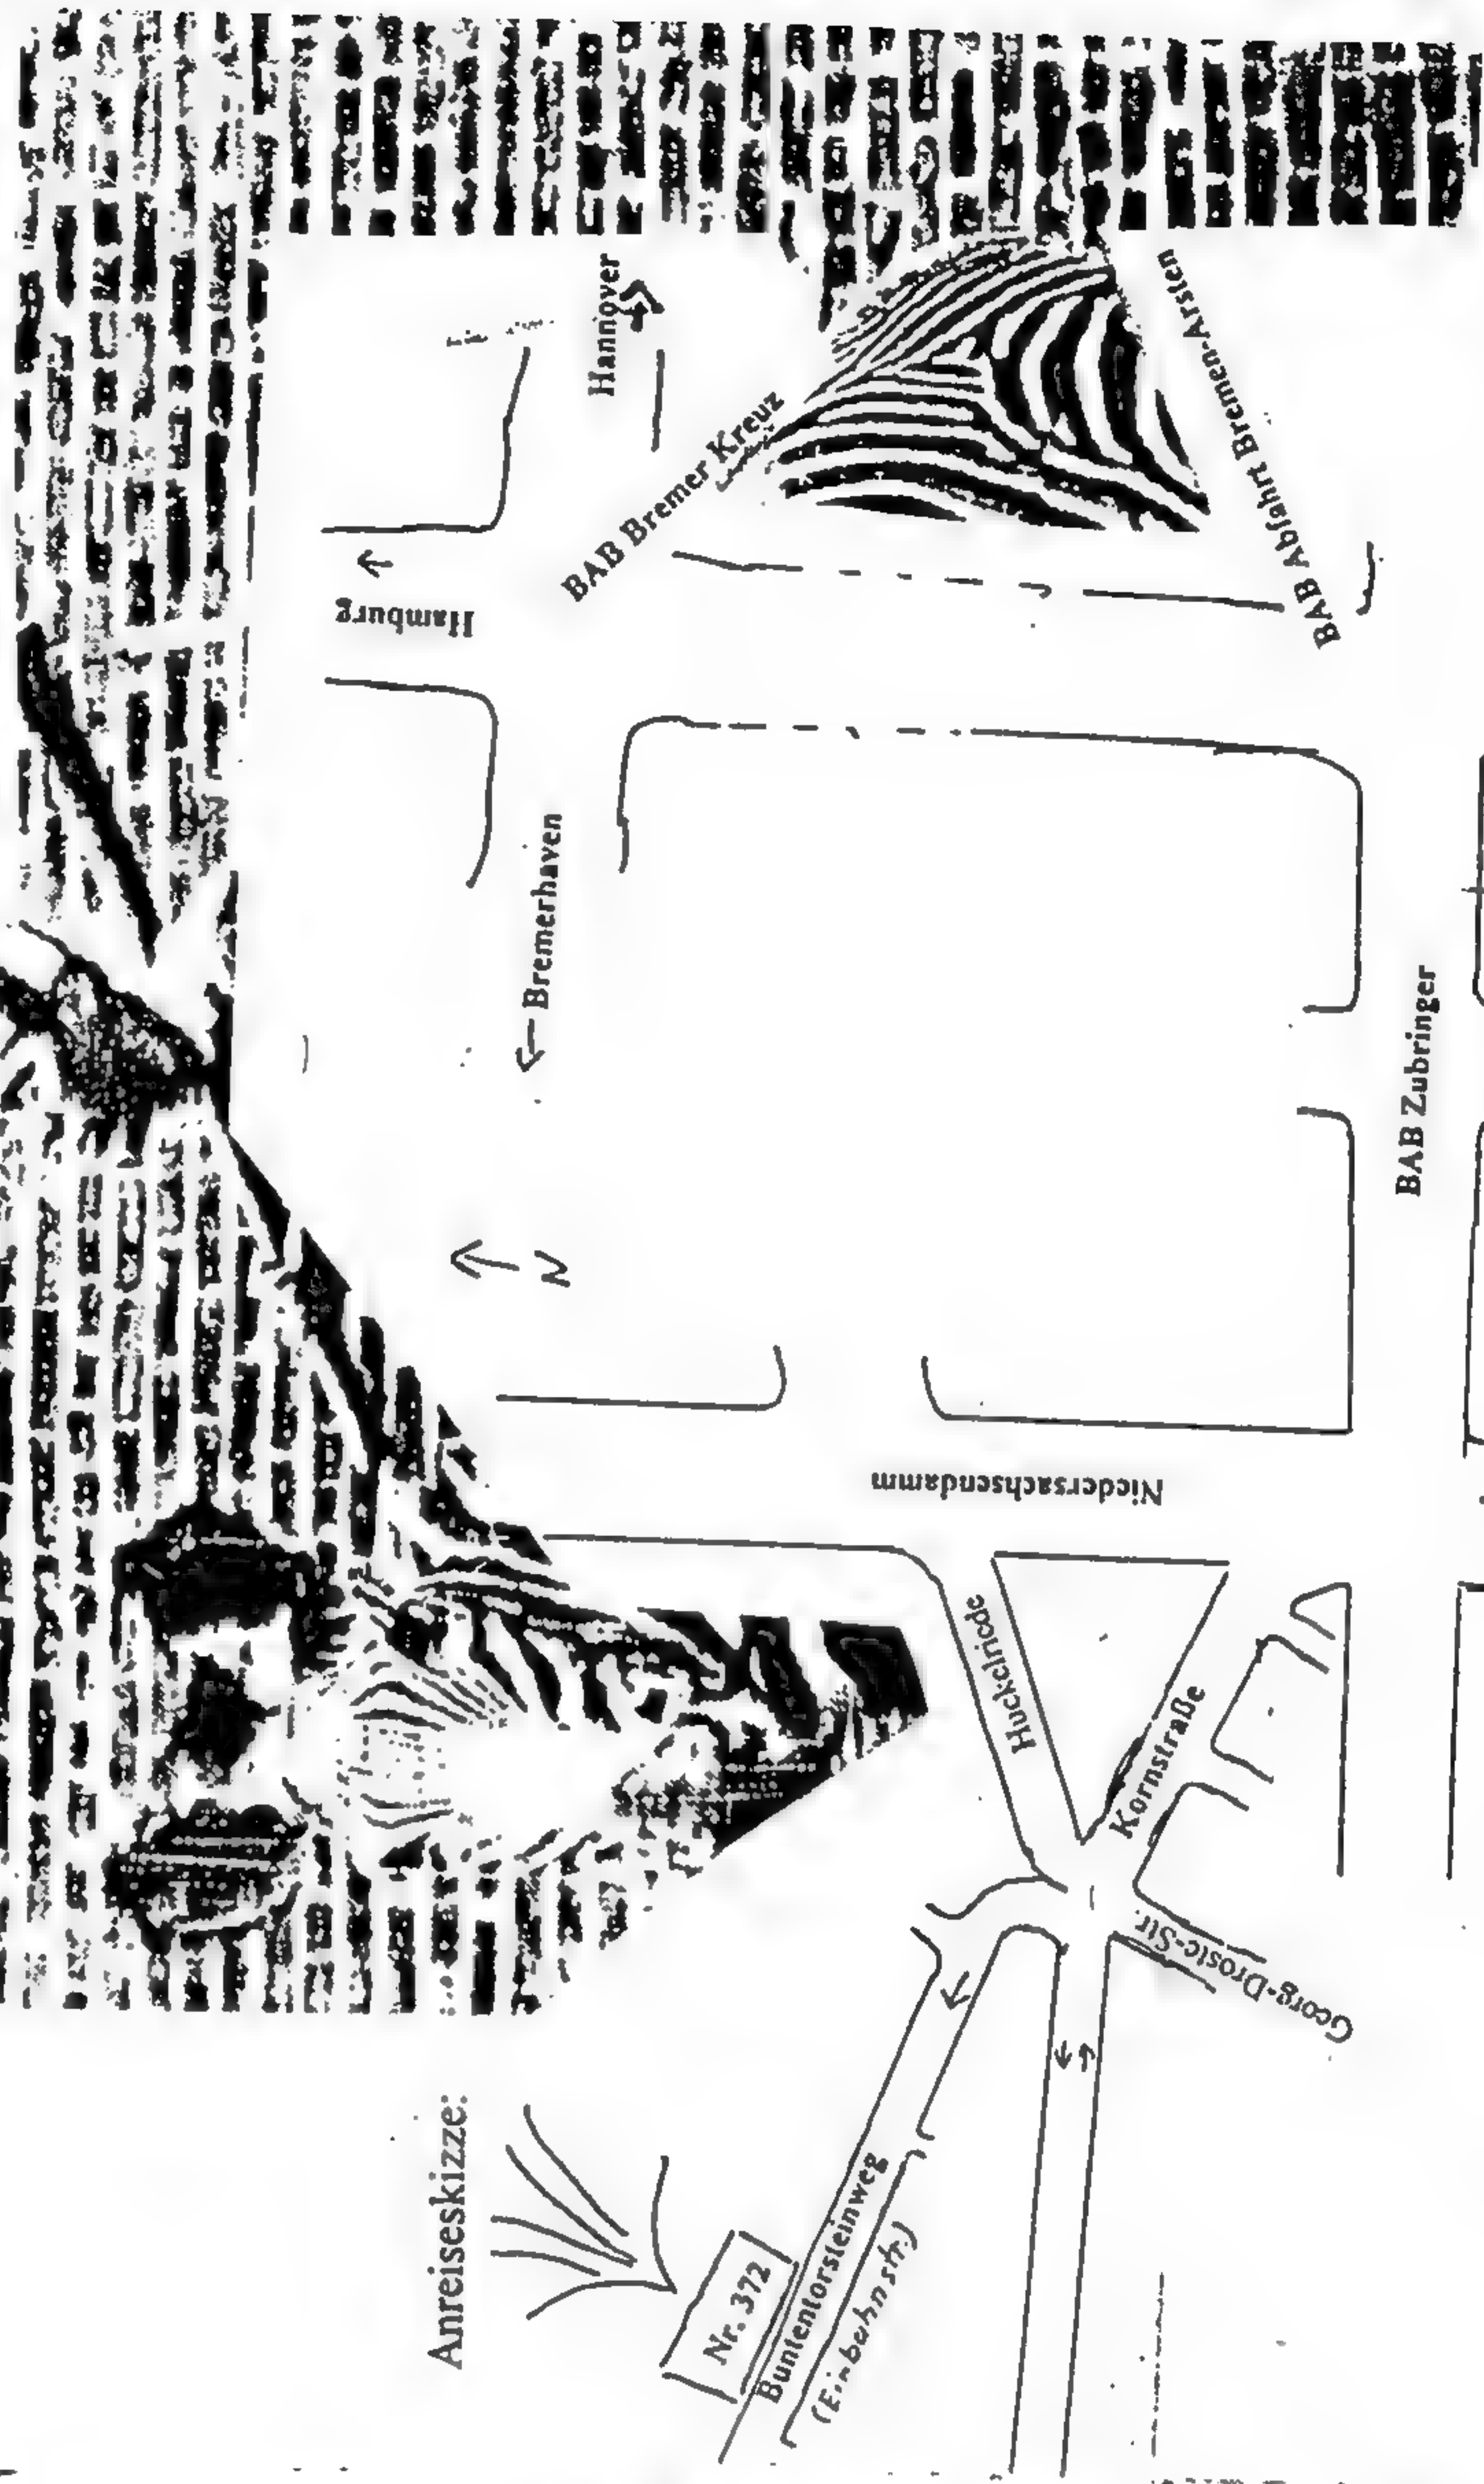 Anreiseskizze:
Hamburg
Hannover
BAB Bremer Kreuz
BAB Abfahrt Bremen-Arsten
Bremerhaven
N
BAB Zubringer
Niedersachsendamm
Huckelriede
Kornstraße
Georg-Droste-Str.
Nr. 372
Buntentorsteinweg
(Einbahnstr.)